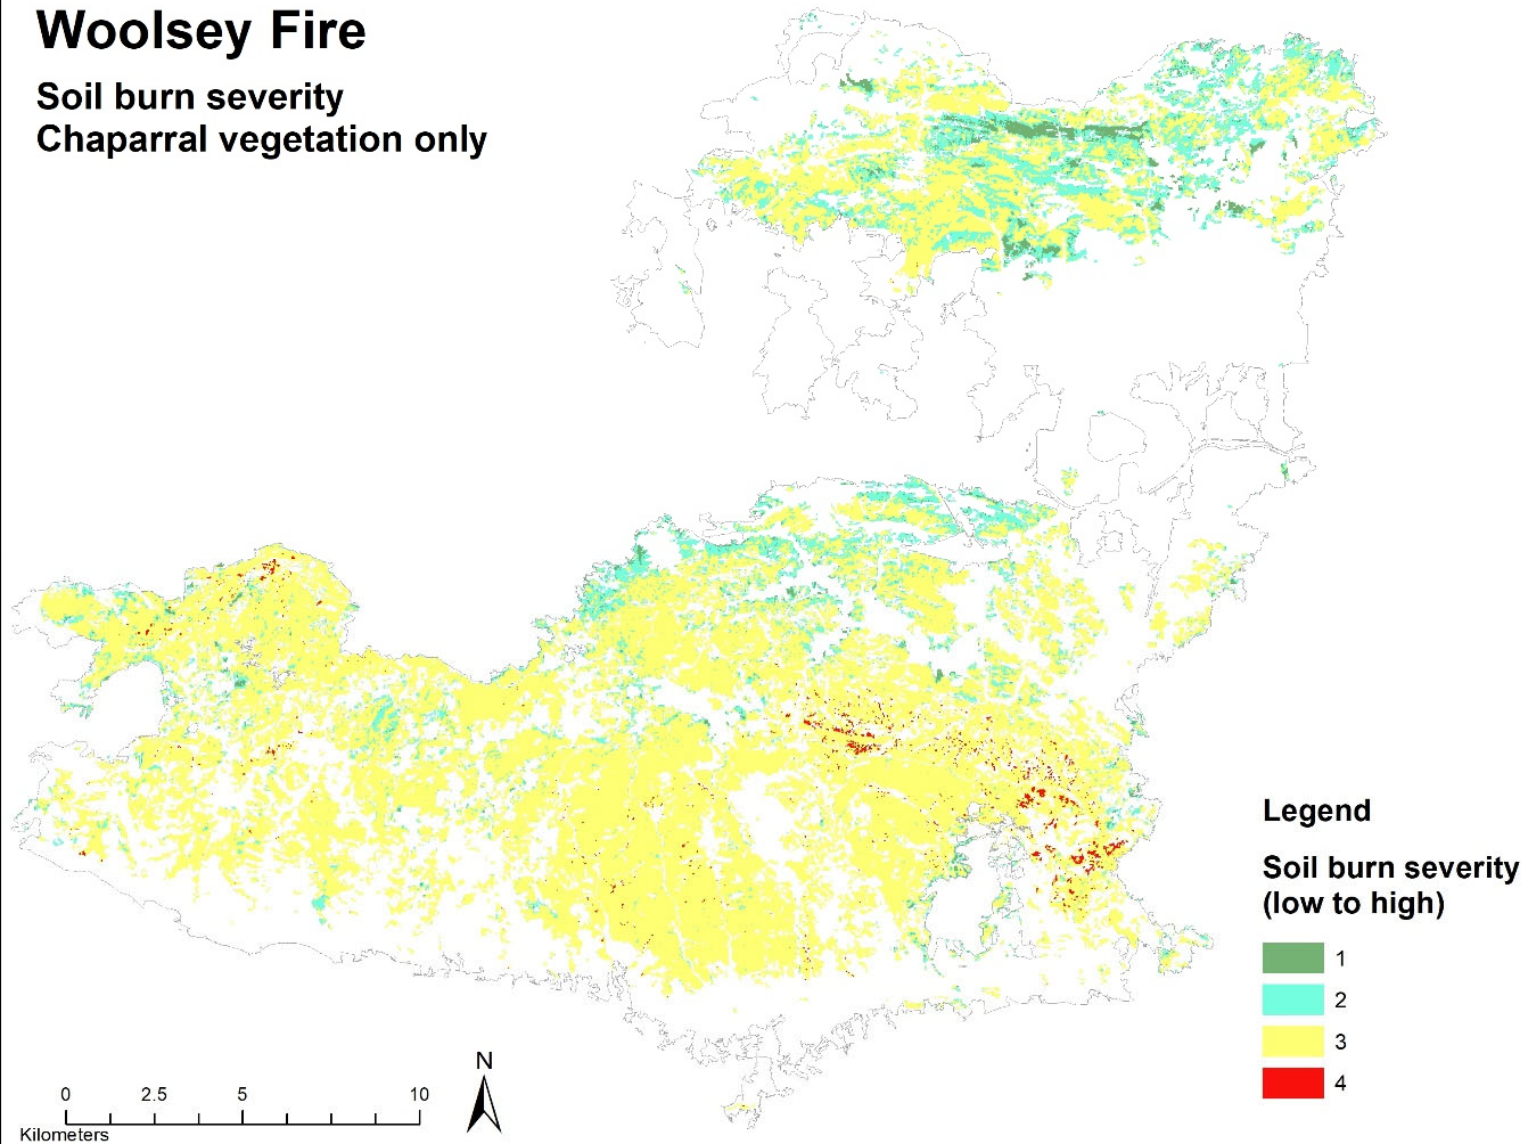 Woolsey Fire
Soil burn severity
Chaparral vegetation only
Legend
Soil burn severity
(low to high)
1
2
3
4
N
0 2.5 5 10
Kilometers